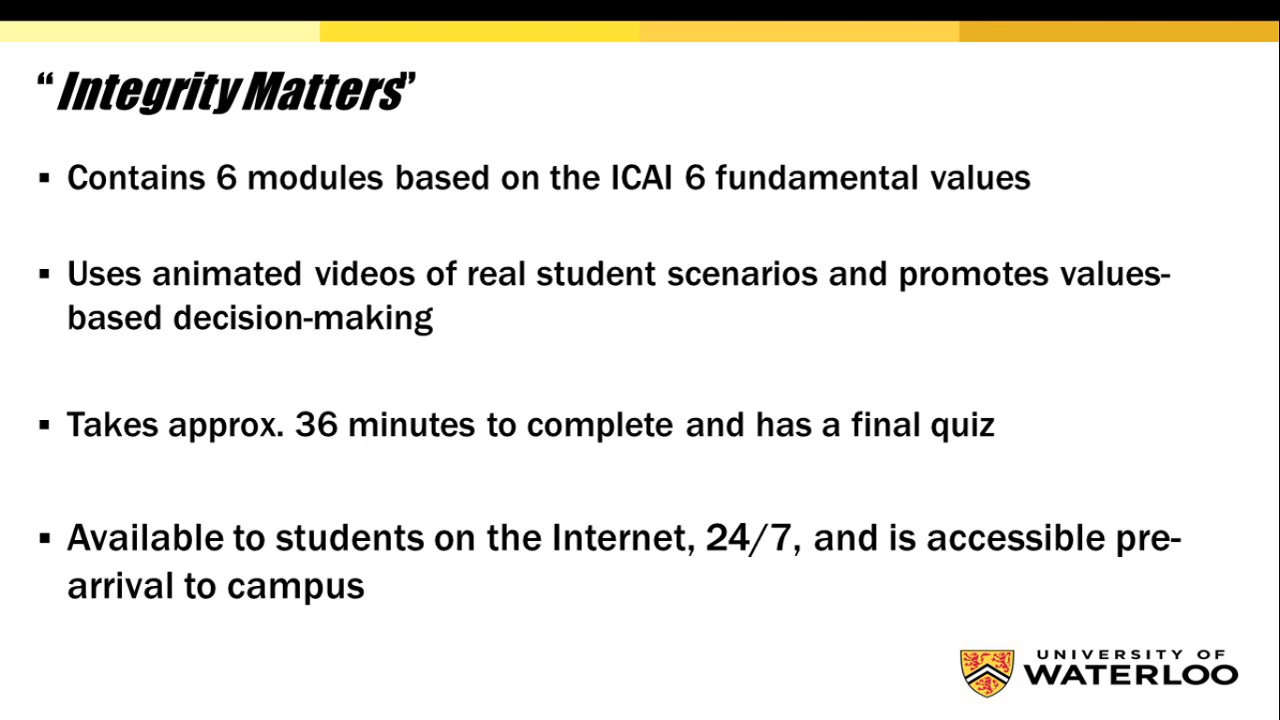 “Integrity Matters”
▪ Contains 6 modules based on the ICAI 6 fundamental values
▪ Uses animated videos of real student scenarios and promotes values-
based decision-making
▪ Takes approx. 36 minutes to complete and has a final quiz
▪ Available to students on the Internet, 24/7, and is accessible pre-
arrival to campus
UNIVERSITY OF
WATERLOO